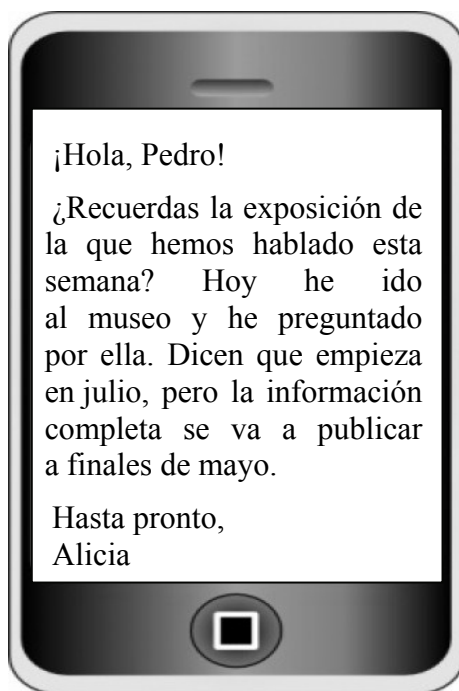 ¡Hola, Pedro!
¿Recuerdas la exposición de
la que hemos hablado esta
semana? Hoy he ido
al museo y he preguntado
por ella. Dicen que empieza
en julio, pero la información
completa se va a publicar
a finales de mayo.
Hasta pronto,
Alicia